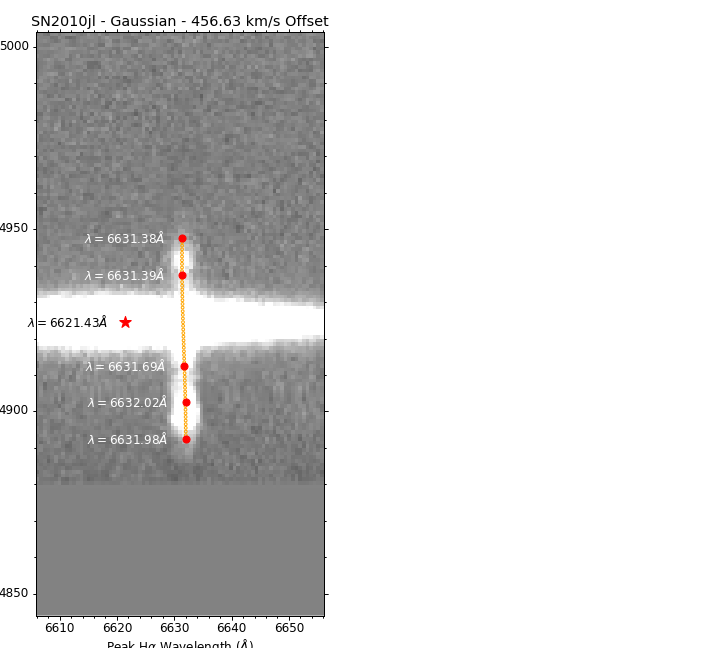 SN2010jl - Gaussian - 456.63 km/s Offset
5000
4950
λ = 6631.38Å
λ = 6631.39Å
λ = 6621.43Å
λ = 6631.69Å
λ = 6632.02Å
4900
λ = 6631.98Å
4850
6610 6620 6630 6640 6650
Peak Hα Wavelength (Å)